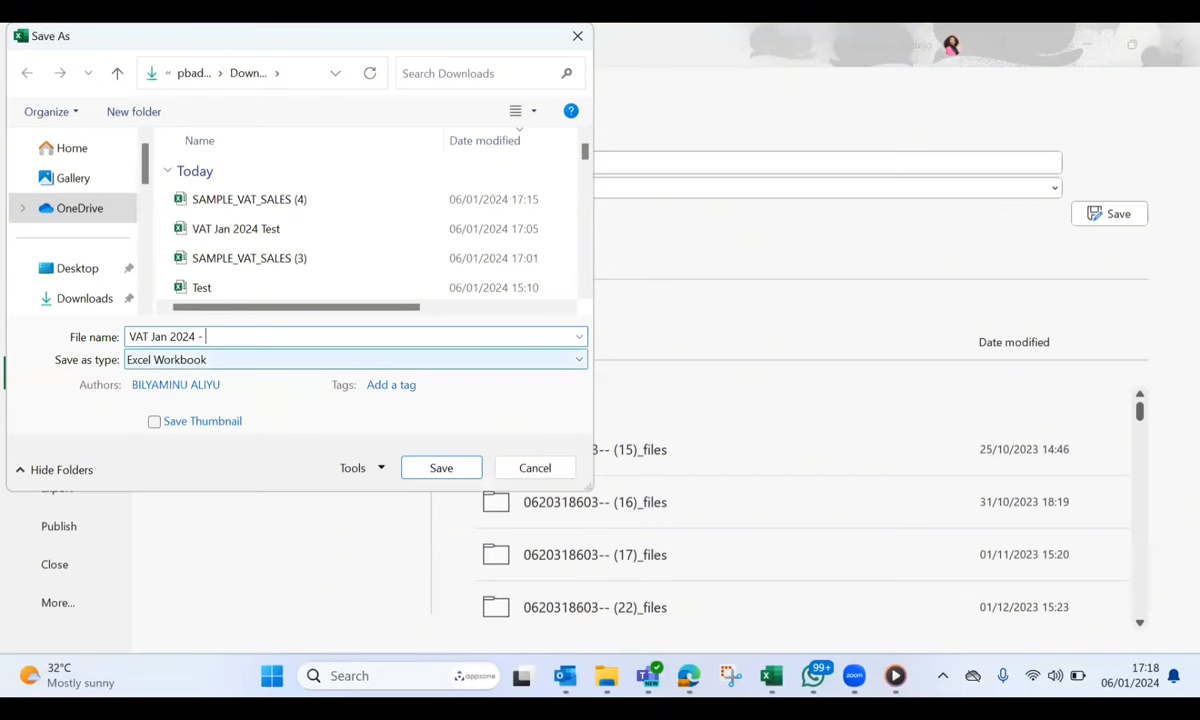 Save As
pbad... > Down... >
Search Downloads
Organize
New folder
Name
Date modified
Home
Gallery
OneDrive
Desktop
Downloads
Today
SAMPLE_VAT_SALES (4)
06/01/2024 17:15
VAT Jan 2024 Test
06/01/2024 17:05
SAMPLE_VAT_SALES (3)
06/01/2024 17:01
Test
06/01/2024 15:10
File name: VAT Jan 2024 -
Save as type: Excel Workbook
Authors: BILYAMINU ALIYU
Tags: Add a tag
Save Thumbnail
Hide Folders
Tools
Save
Cancel
Save
Date modified
-- (15)_files
25/10/2023 14:46
0620318603-- (16)_files
31/10/2023 18:19
0620318603-- (17)_files
01/11/2023 15:20
0620318603-- (22)_files
01/12/2023 15:23
Publish
Close
More...
32°C
Mostly sunny
Search
appzone
NEW
99+
zoom
17:18
06/01/2024